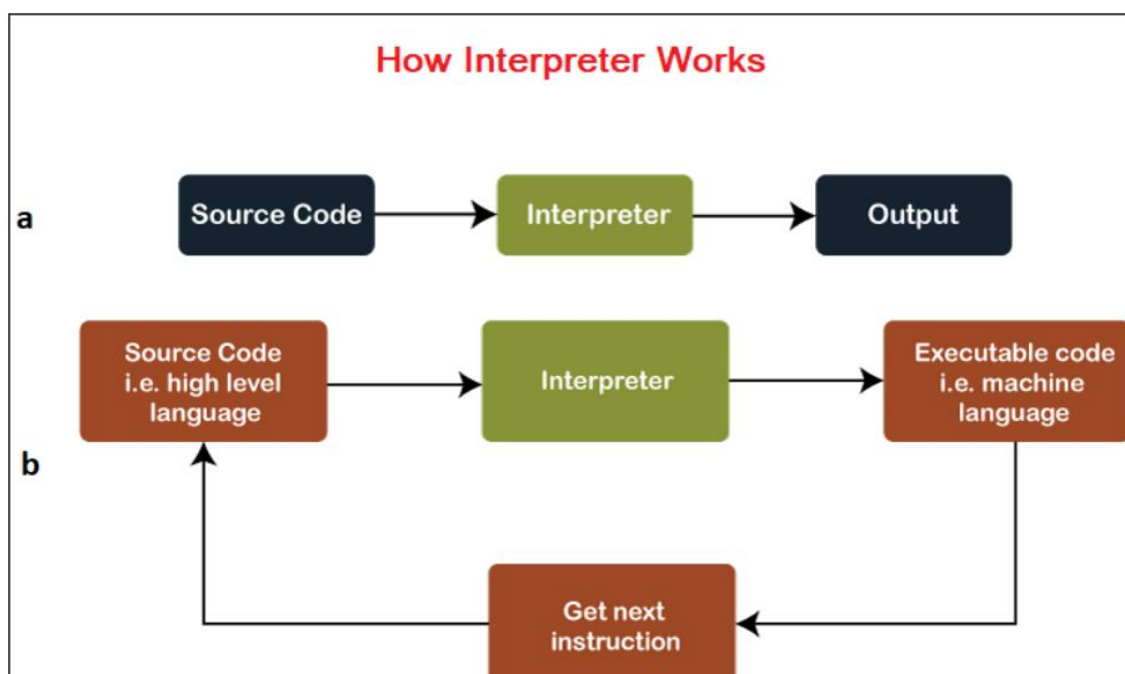 How Interpreter Works
a
Source Code
Interpreter
Output
Source Code
i.e. high level
language
Interpreter
Executable code
i.e. machine
language
b
Get next
instruction